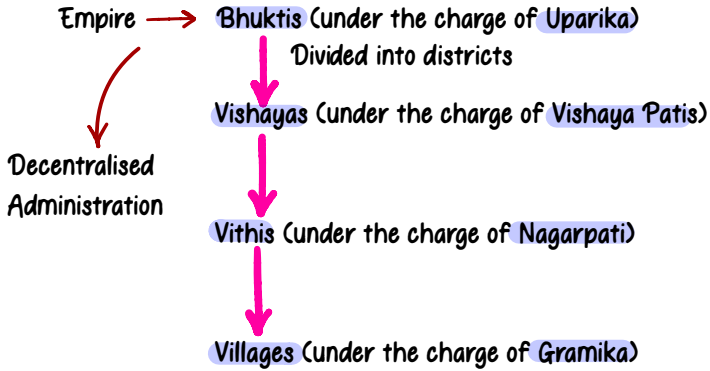 Empire
Bhuktis (under the charge of Uparika)
Divided into districts
Vishayas (under the charge of Vishaya Patis)
Decentralised
Administration
Vithis (under the charge of Nagarpati)
Villages (under the charge of Gramika)